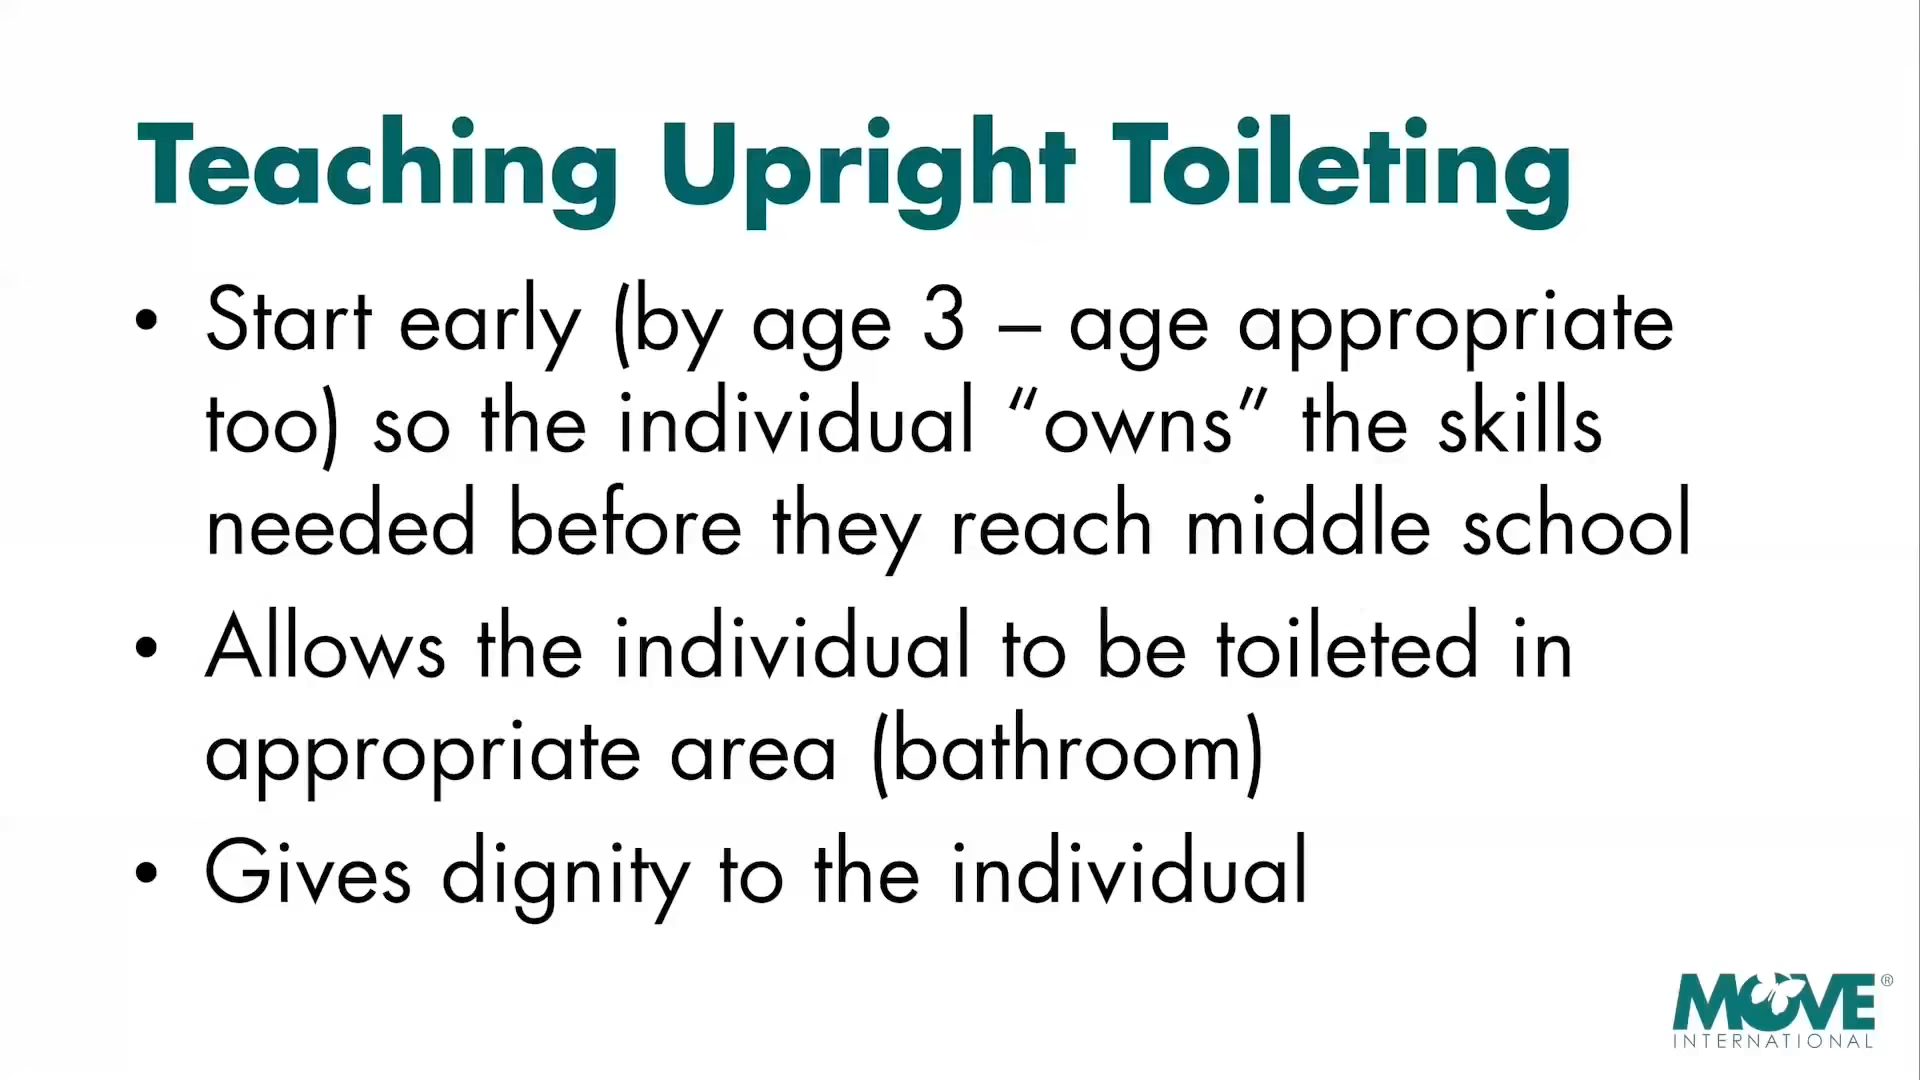 Teaching Upright Toileting
• Start early (by age 3 – age appropriate
too) so the individual “owns” the skills
needed before they reach middle school
• Allows the individual to be toileted in
appropriate area (bathroom)
• Gives dignity to the individual
MOVE®
INTERNATIONAL